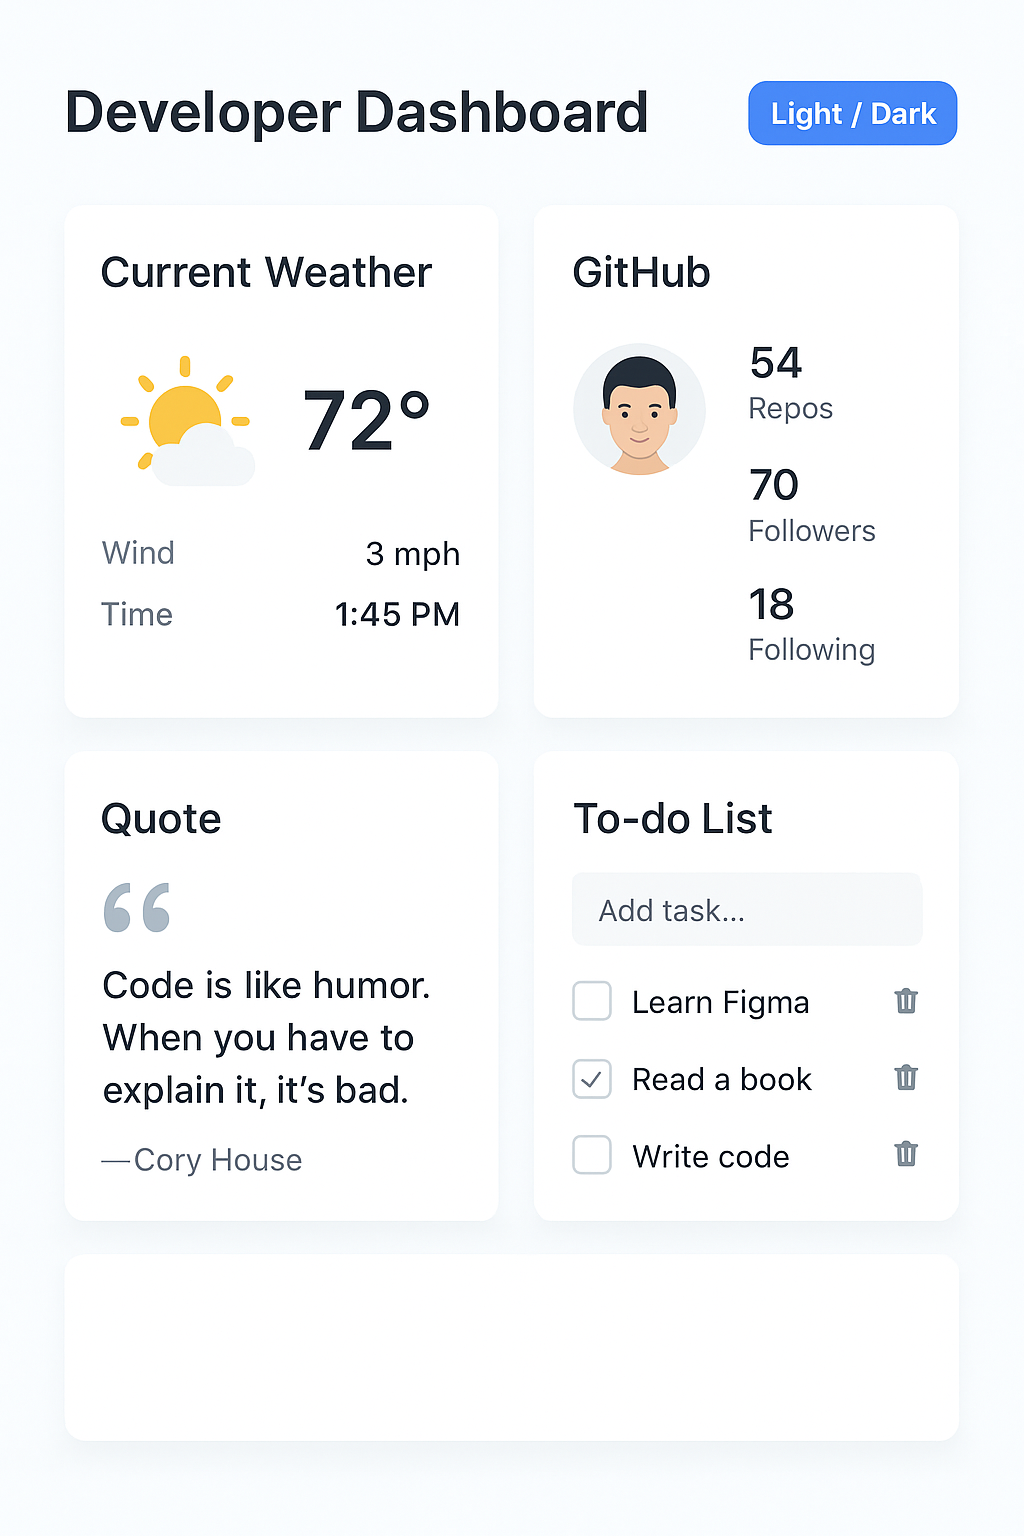 Developer Dashboard
Light / Dark
Current Weather
72°
Wind 3 mph
Time 1:45 PM
GitHub
54
Repos
70
Followers
18
Following
Quote
“
Code is like humor.
When you have to
explain it, it’s bad.
—Cory House
To-do List
Add task...
Learn Figma
Read a book
Write code